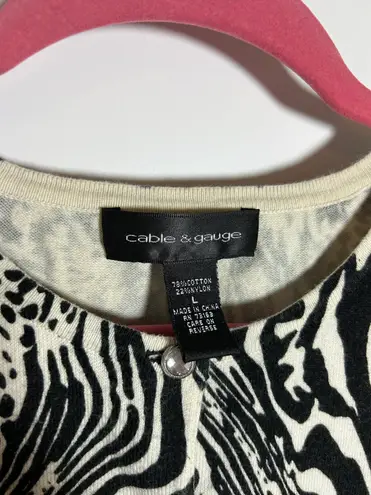 cable & gauge
78%COTTON
22%NYLON
L
MADE IN CHINA
RN 73169
CARE ON
REVERSE